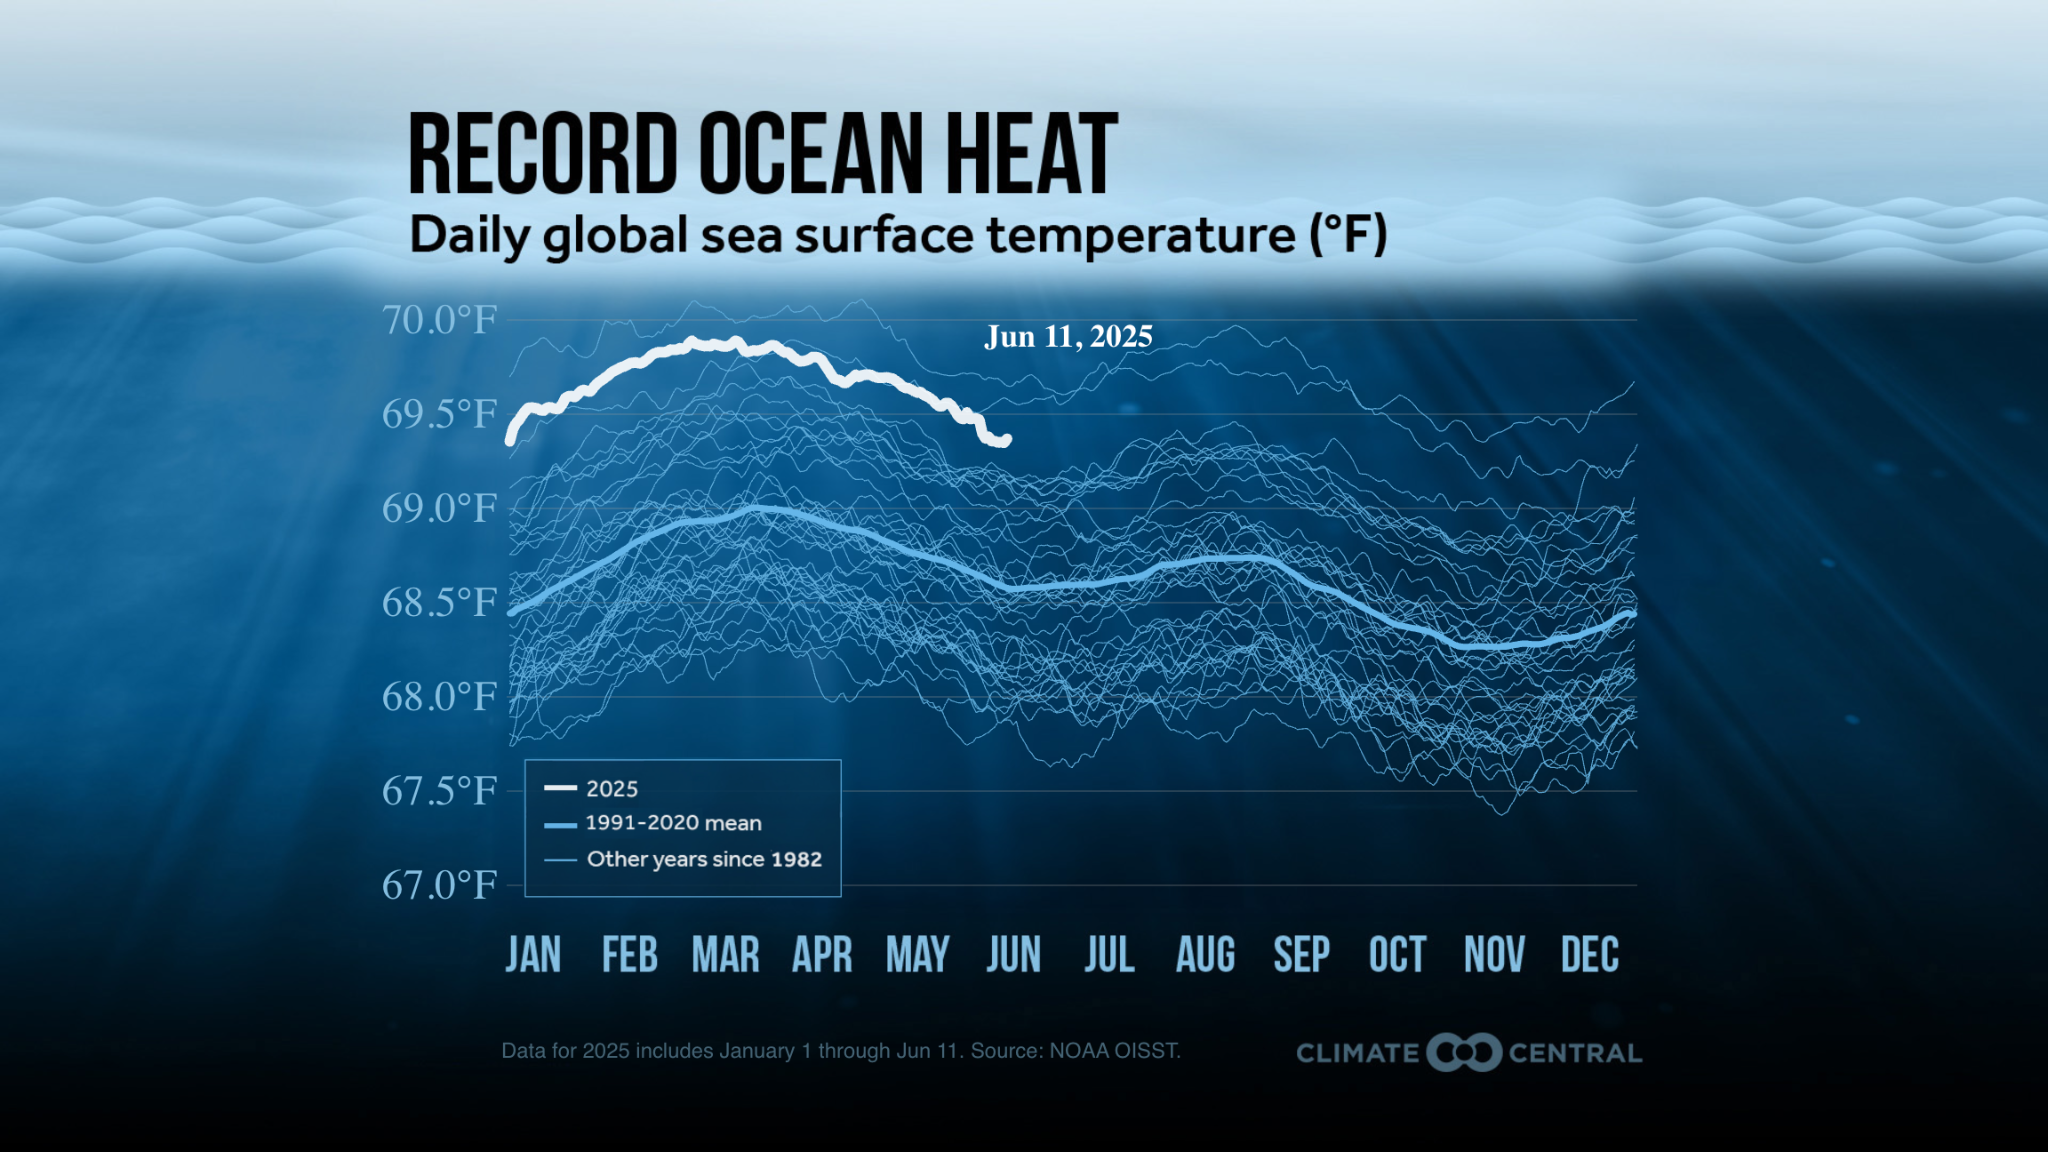 RECORD OCEAN HEAT
Daily global sea surface temperature (°F)
70.0°F
Jun 11, 2025
69.5°F
69.0°F
68.5°F
68.0°F
67.5°F
67.0°F
2025
1991-2020 mean
Other years since 1982
JAN FEB MAR APR MAY JUN JUL AUG SEP OCT NOV DEC
Data for 2025 includes January 1 through Jun 11. Source: NOAA OISST.
CLIMATE CENTRAL